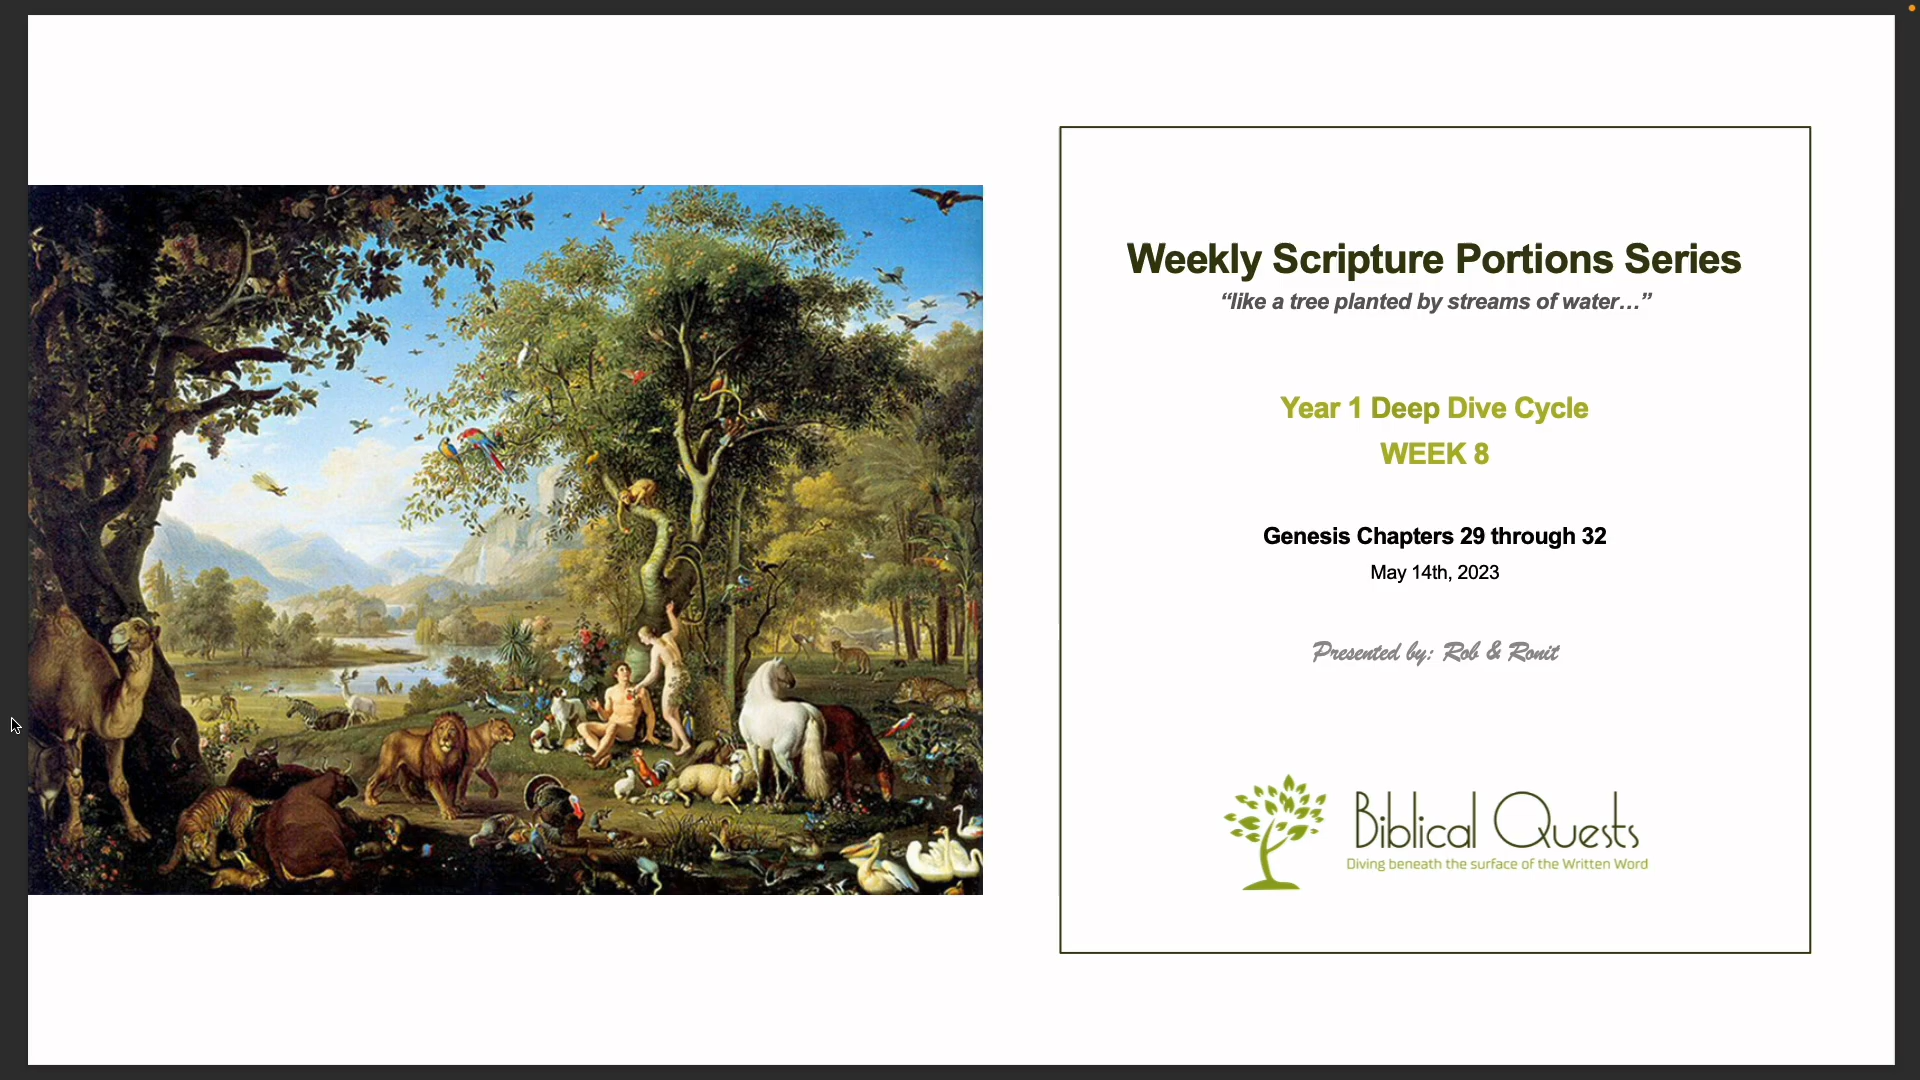 Weekly Scripture Portions Series
“like a tree planted by streams of water…”
Year 1 Deep Dive Cycle
WEEK 8
Genesis Chapters 29 through 32
May 14th, 2023
Presented by: Rob & Ronit
Biblical Quests
Diving beneath the surface of the Written Word